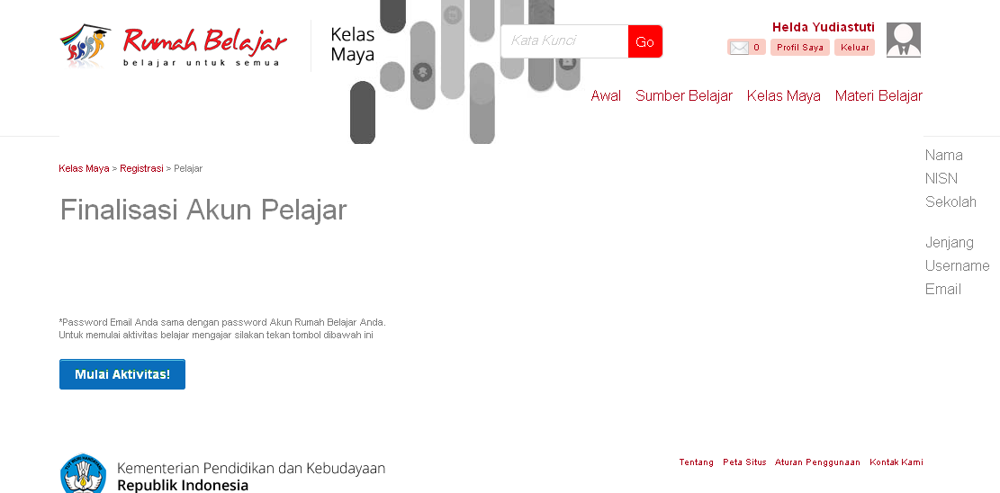 Rumah Belajar
belajar untuk semua
Kelas
Maya
Kata Kunci
Go
Helda Yudiastuti
0
Profil Saya
Keluar
Awal Sumber Belajar Kelas Maya Materi Belajar
Kelas Maya > Registrasi > Pelajar
Finalisasi Akun Pelajar
Nama
NISN
Sekolah
Jenjang
Username
Email
*Password Email Anda sama dengan password Akun Rumah Belajar Anda.
Untuk memulai aktivitas belajar mengajar silakan tekan tombol dibawah ini
Mulai Aktivitas!
Kementerian Pendidikan dan Kebudayaan
Republik Indonesia
Tentang Peta Situs Aturan Penggunaan Kontak Kami